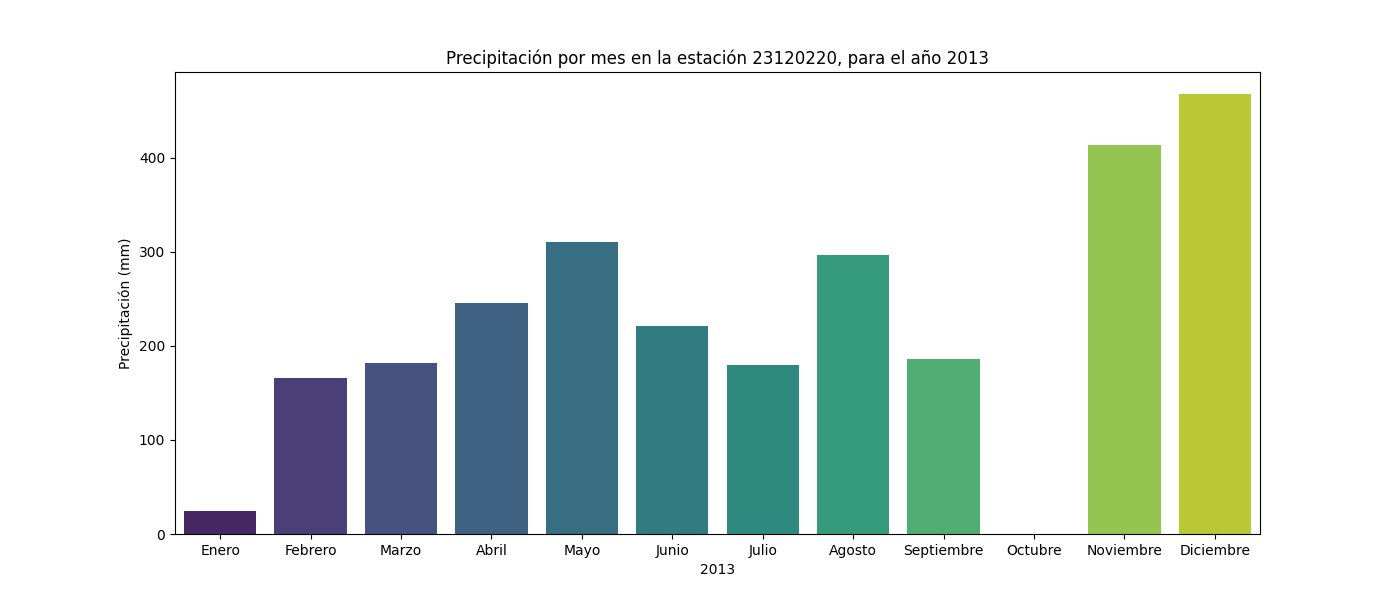 Precipitación por mes en la estación 23120220, para el año 2013
Precipitación (mm)
400
300
200
100
0
Enero Febrero Marzo Abril Mayo Junio Julio Agosto Septiembre Octubre Noviembre Diciembre
2013